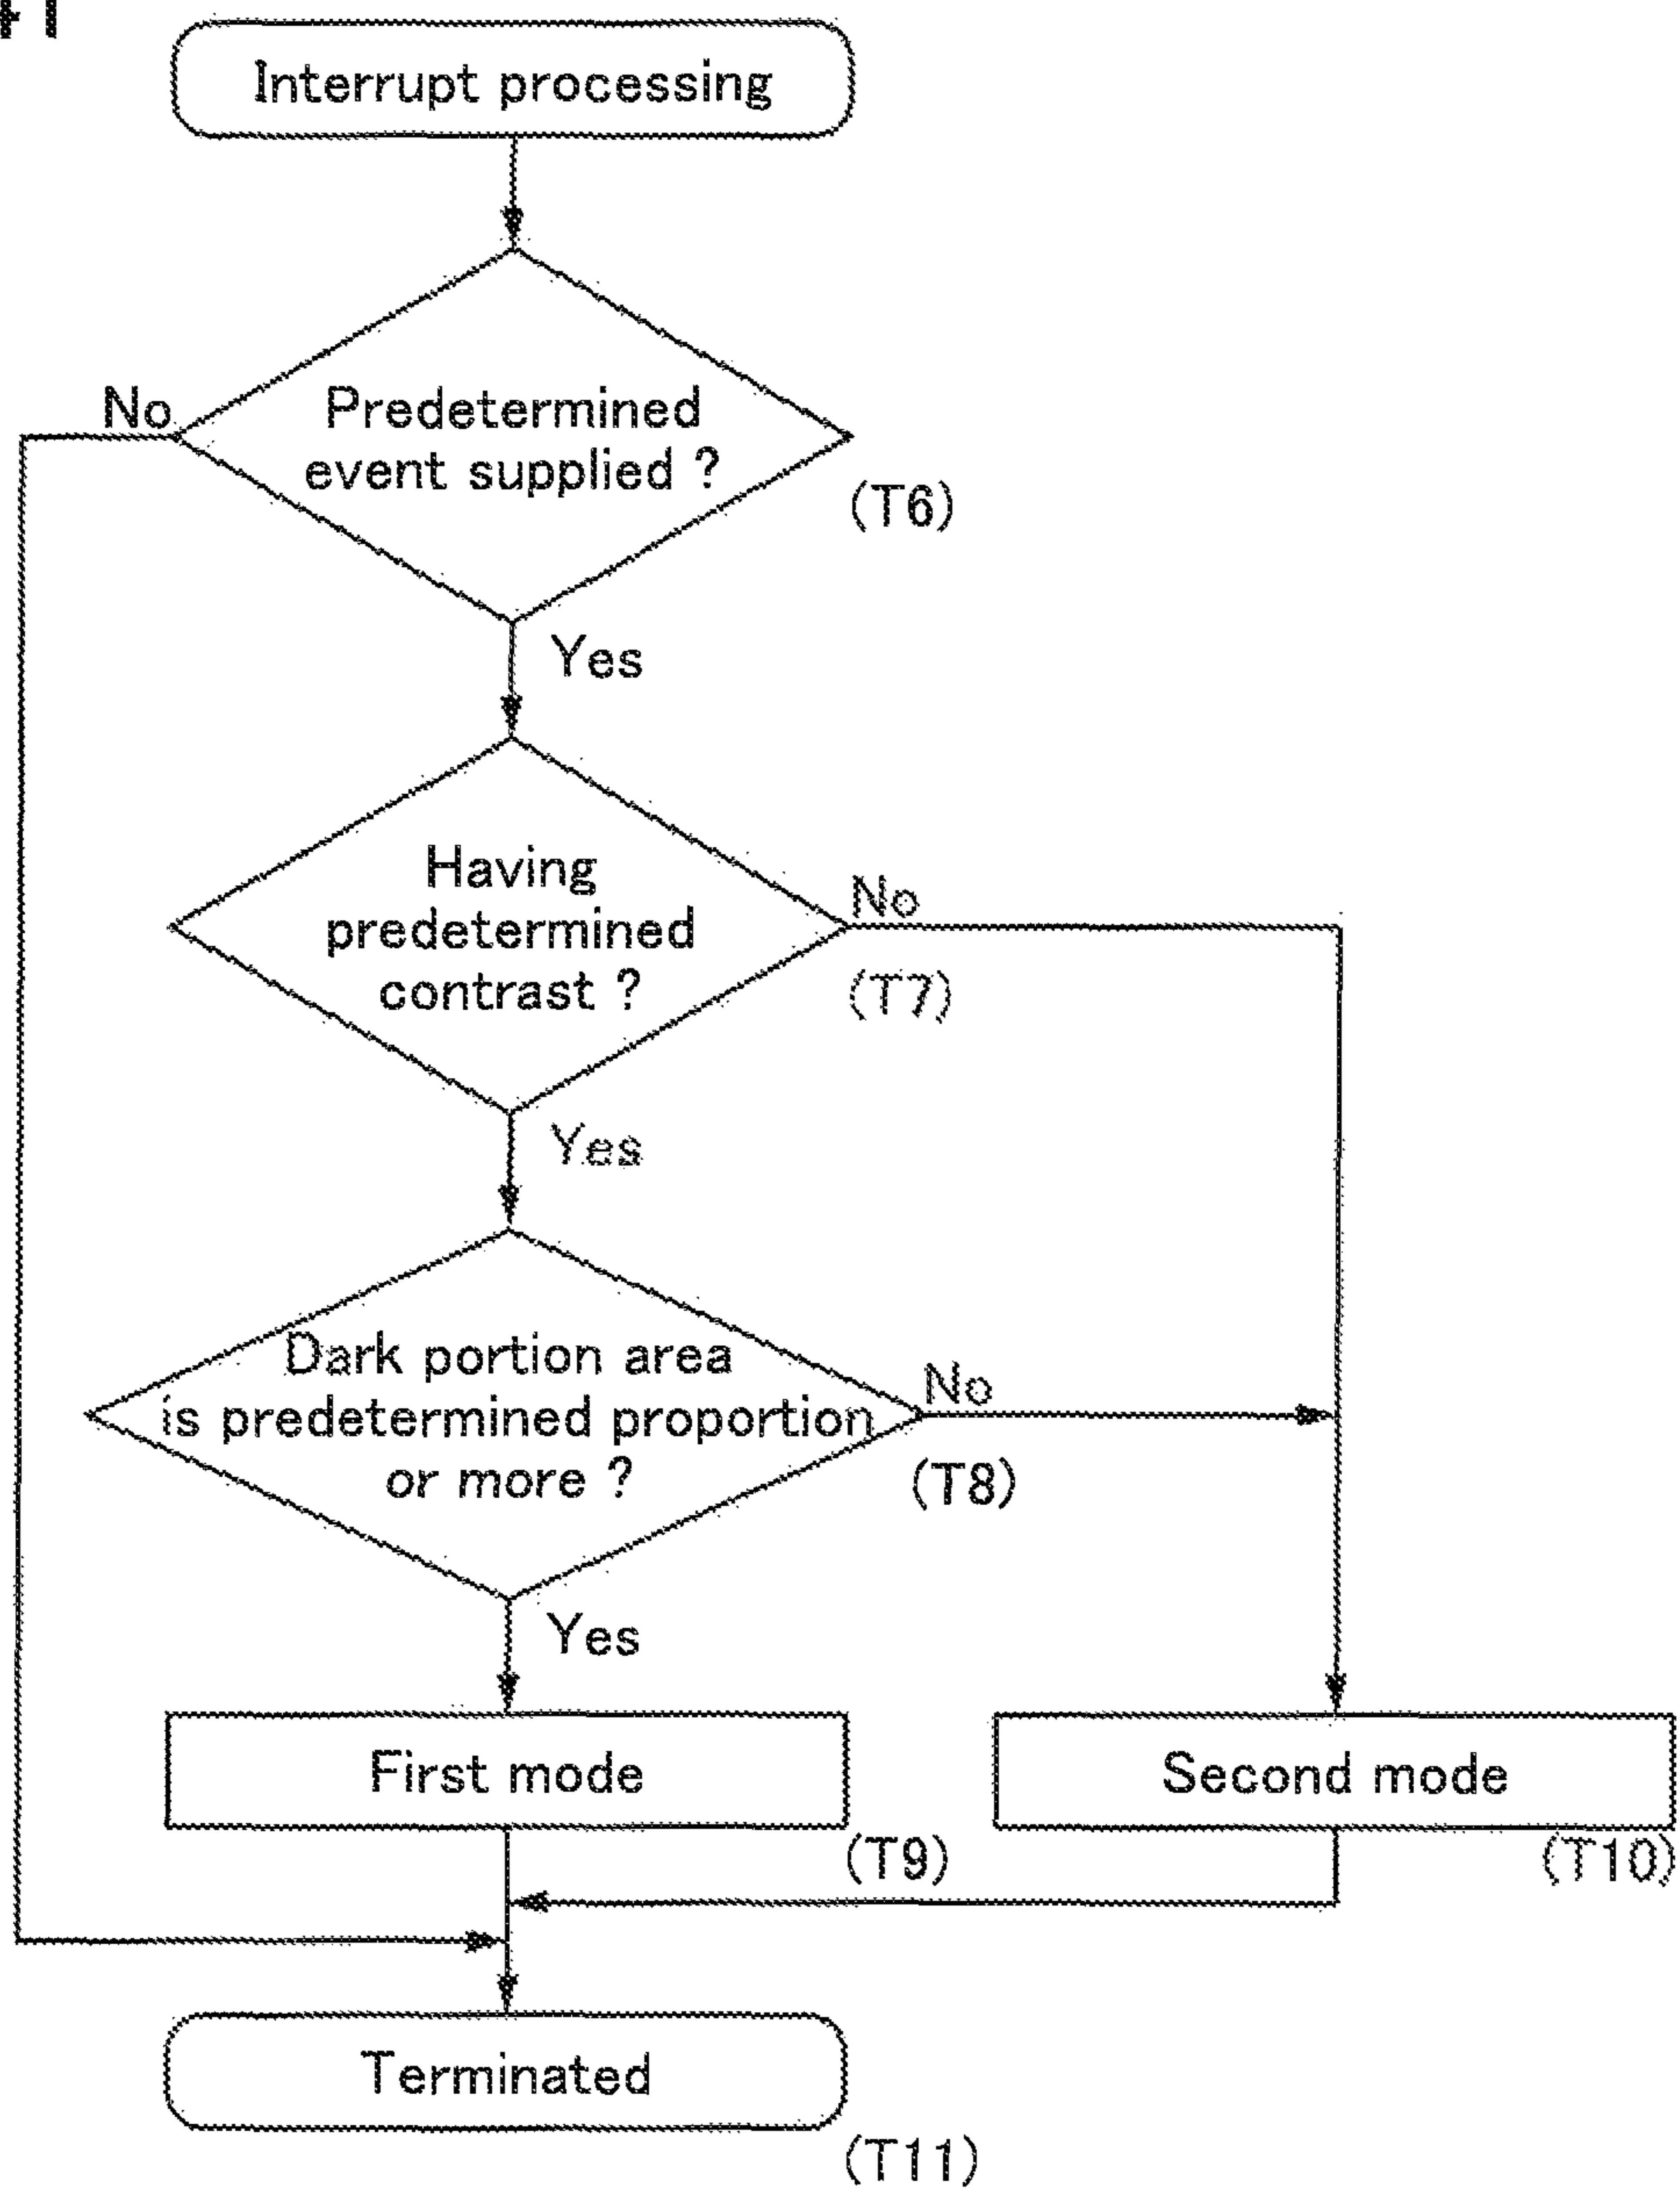 Interrupt processing
No
Predetermined
event supplied ?
(T6)
Yes
Having
predetermined
contrast ?
No
(T7)
Yes
Dark portion area
is predetermined proportion
or more ?
No
(T8)
Yes
First mode
(T9)
Second mode
(T10)
Terminated
(T11)